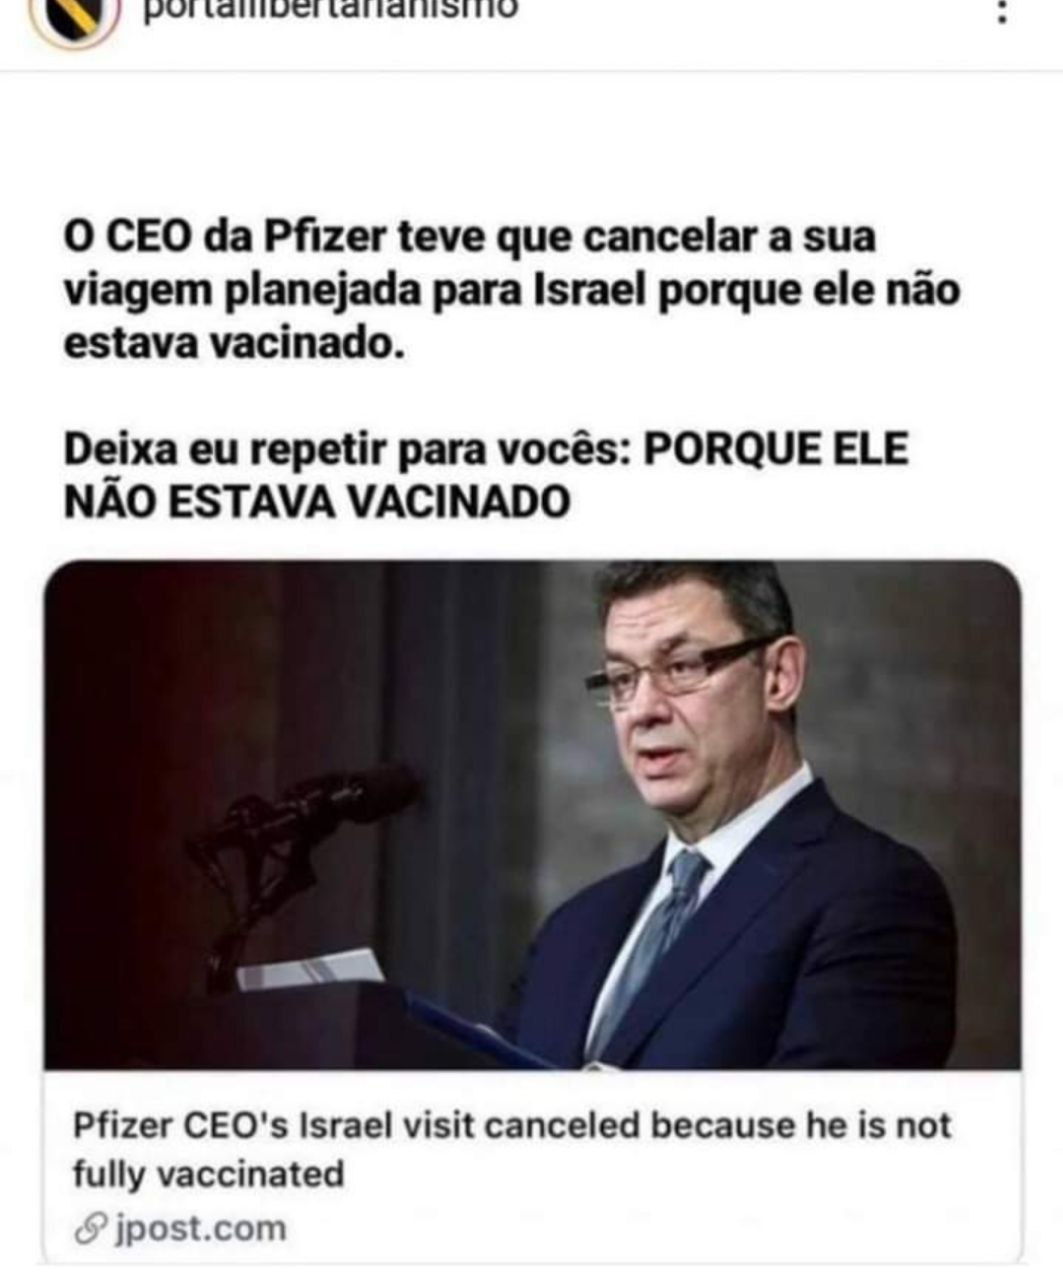 portallibertarianismo
O CEO da Pfizer teve que cancelar a sua
viagem planejada para Israel porque ele não
estava vacinado.
Deixa eu repetir para vocês: PORQUE ELE
NÃO ESTAVA VACINADO
Pfizer CEO's Israel visit canceled because he is not
fully vaccinated
jpost.com